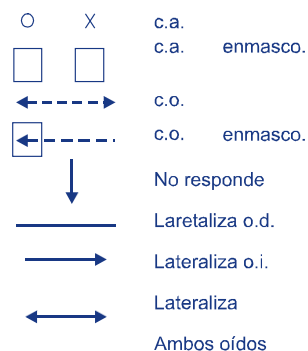 O X c.a.
c.a. enmasco.
c.o.
c.o. enmasco.
No responde
Laretaliza o.d.
Lateraliza o.i.
Lateraliza
Ambos oídos